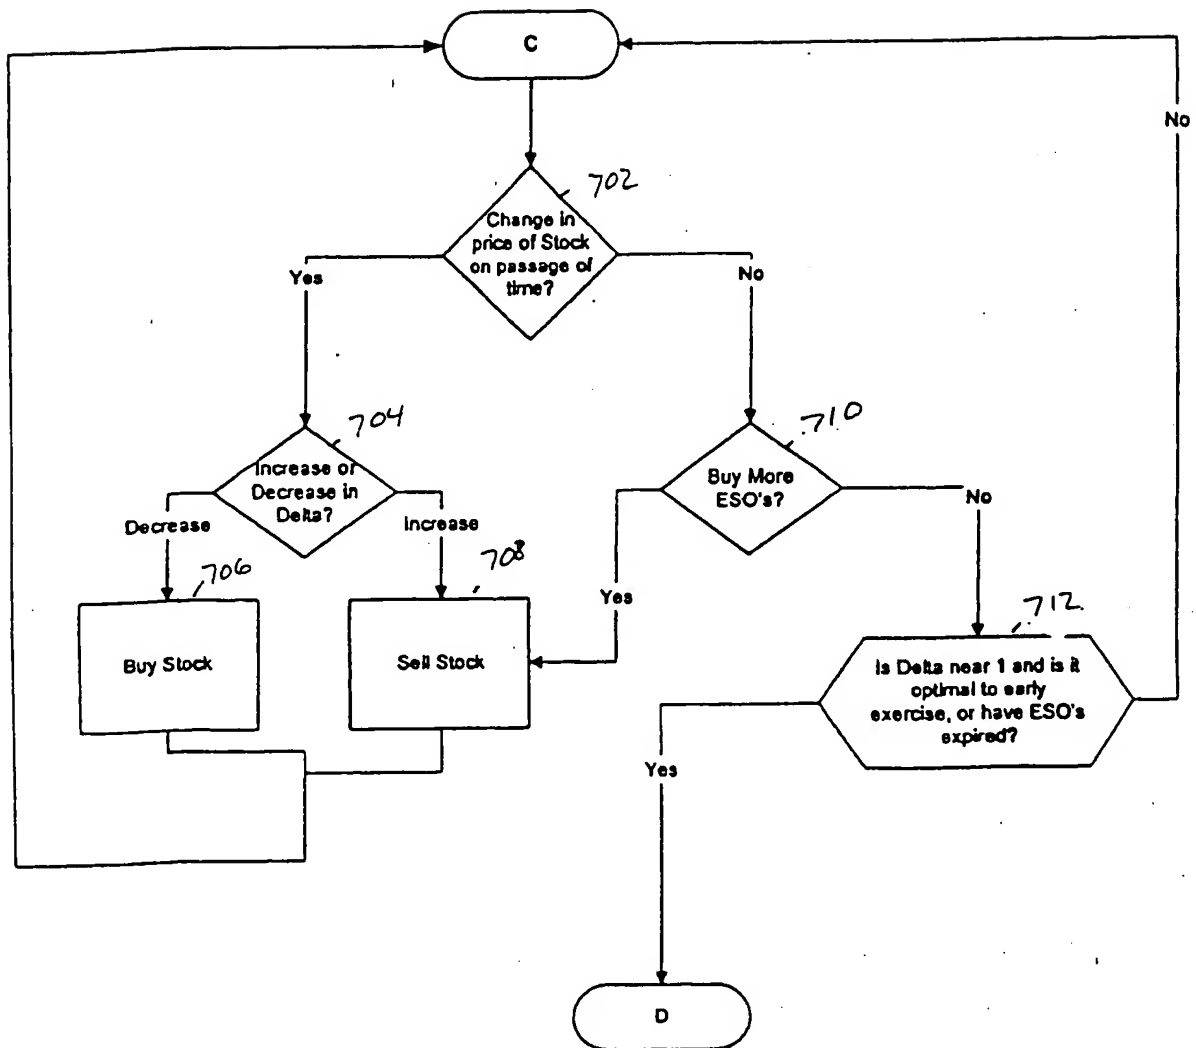 C
No
702
Change in
price of Stock
on passage of
time?
Yes
No
704
710
Increase or
Decrease in
Delta?
Buy More
ESO's?
Decrease
Increase
No
706
708
Yes
712
Buy Stock
Sell Stock
Is Delta near 1 and is it
optimal to early
exercise, or have ESO's
expired?
Yes
D